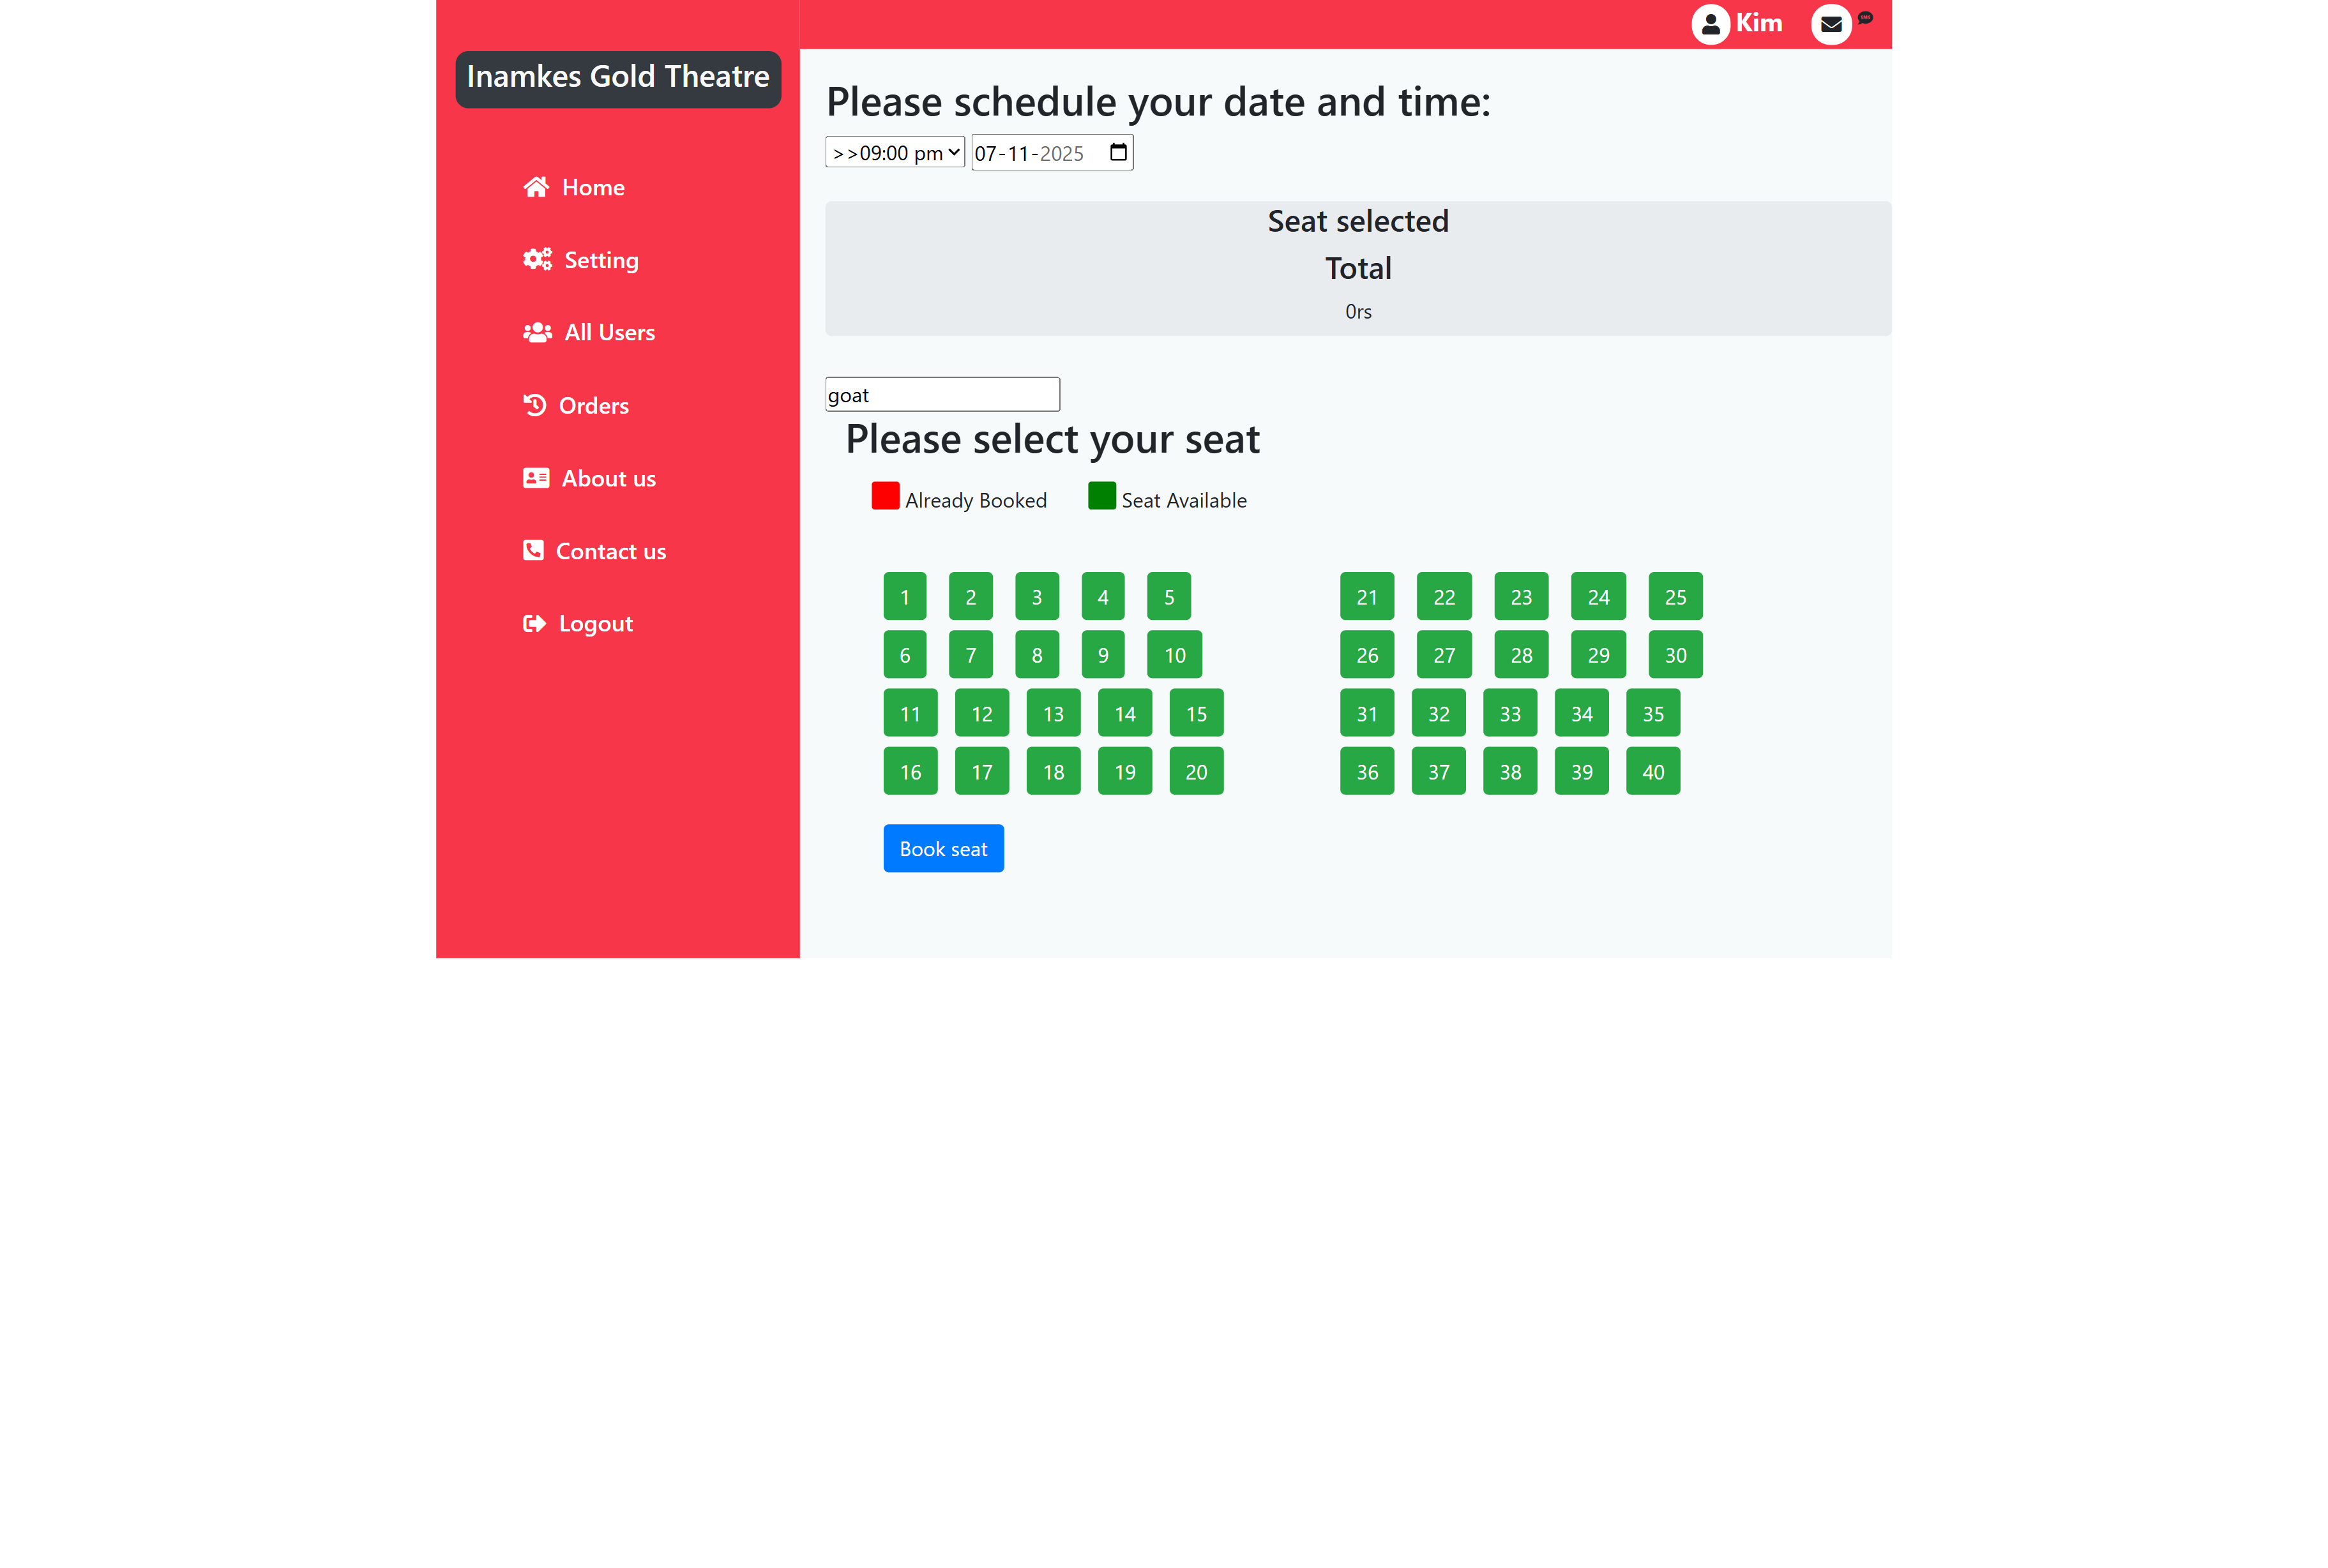 Kim
SMS
Inamkes Gold Theatre
Home
Setting
All Users
Orders
About us
Contact us
Logout
Please schedule your date and time:
>>09:00 pm 07-11-2025
Seat selected
Total
0rs
goat
Please select your seat
Already Booked Seat Available
1 2 3 4 5 21 22 23 24 25
6 7 8 9 10 26 27 28 29 30
11 12 13 14 15 31 32 33 34 35
16 17 18 19 20 36 37 38 39 40
Book seat